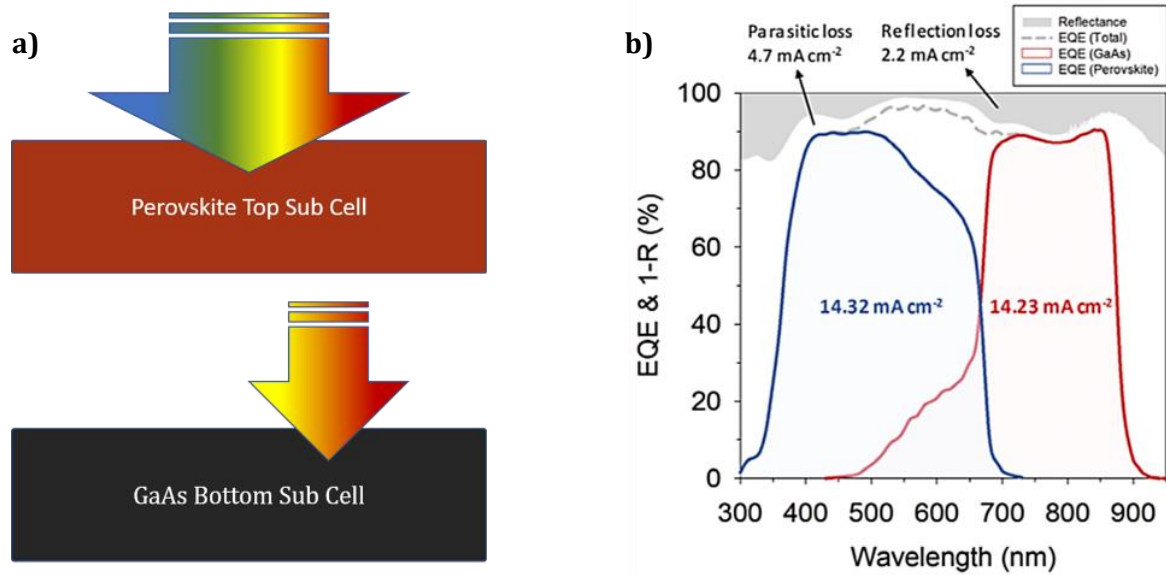 a)
Perovskite Top Sub Cell
GaAs Bottom Sub Cell
b)
Parasitic loss
4.7 mA cm⁻²
Reflection loss
2.2 mA cm⁻²
Reflectance
EQE (Total)
EQE (GaAs)
EQE (Perovskite)
EQE & 1-R (%)
100
80
60
40
20
0
14.32 mA cm⁻²
14.23 mA cm⁻²
300 400 500 600 700 800 900
Wavelength (nm)